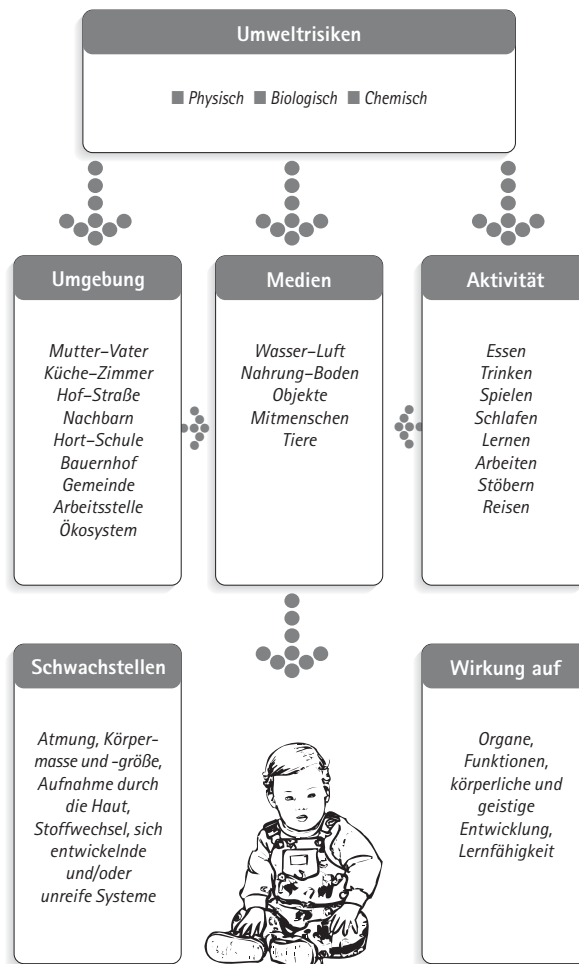 Umweltrisiken
Physisch Biologisch Chemisch
Umgebung
Mutter–Vater
Küche–Zimmer
Hof–Straße
Nachbarn
Hort–Schule
Bauernhof
Gemeinde
Arbeitsstelle
Ökosystem
Medien
Wasser–Luft
Nahrung–Boden
Objekte
Mitmenschen
Tiere
Aktivität
Essen
Trinken
Spielen
Schlafen
Lernen
Arbeiten
Stöbern
Reisen
Schwachstellen
Atmung, Körper-
masse und -größe,
Aufnahme durch
die Haut,
Stoffwechsel, sich
entwickelnde
und/oder
unreife Systeme
Wirkung auf
Organe,
Funktionen,
körperliche und
geistige
Entwicklung,
Lernfähigkeit